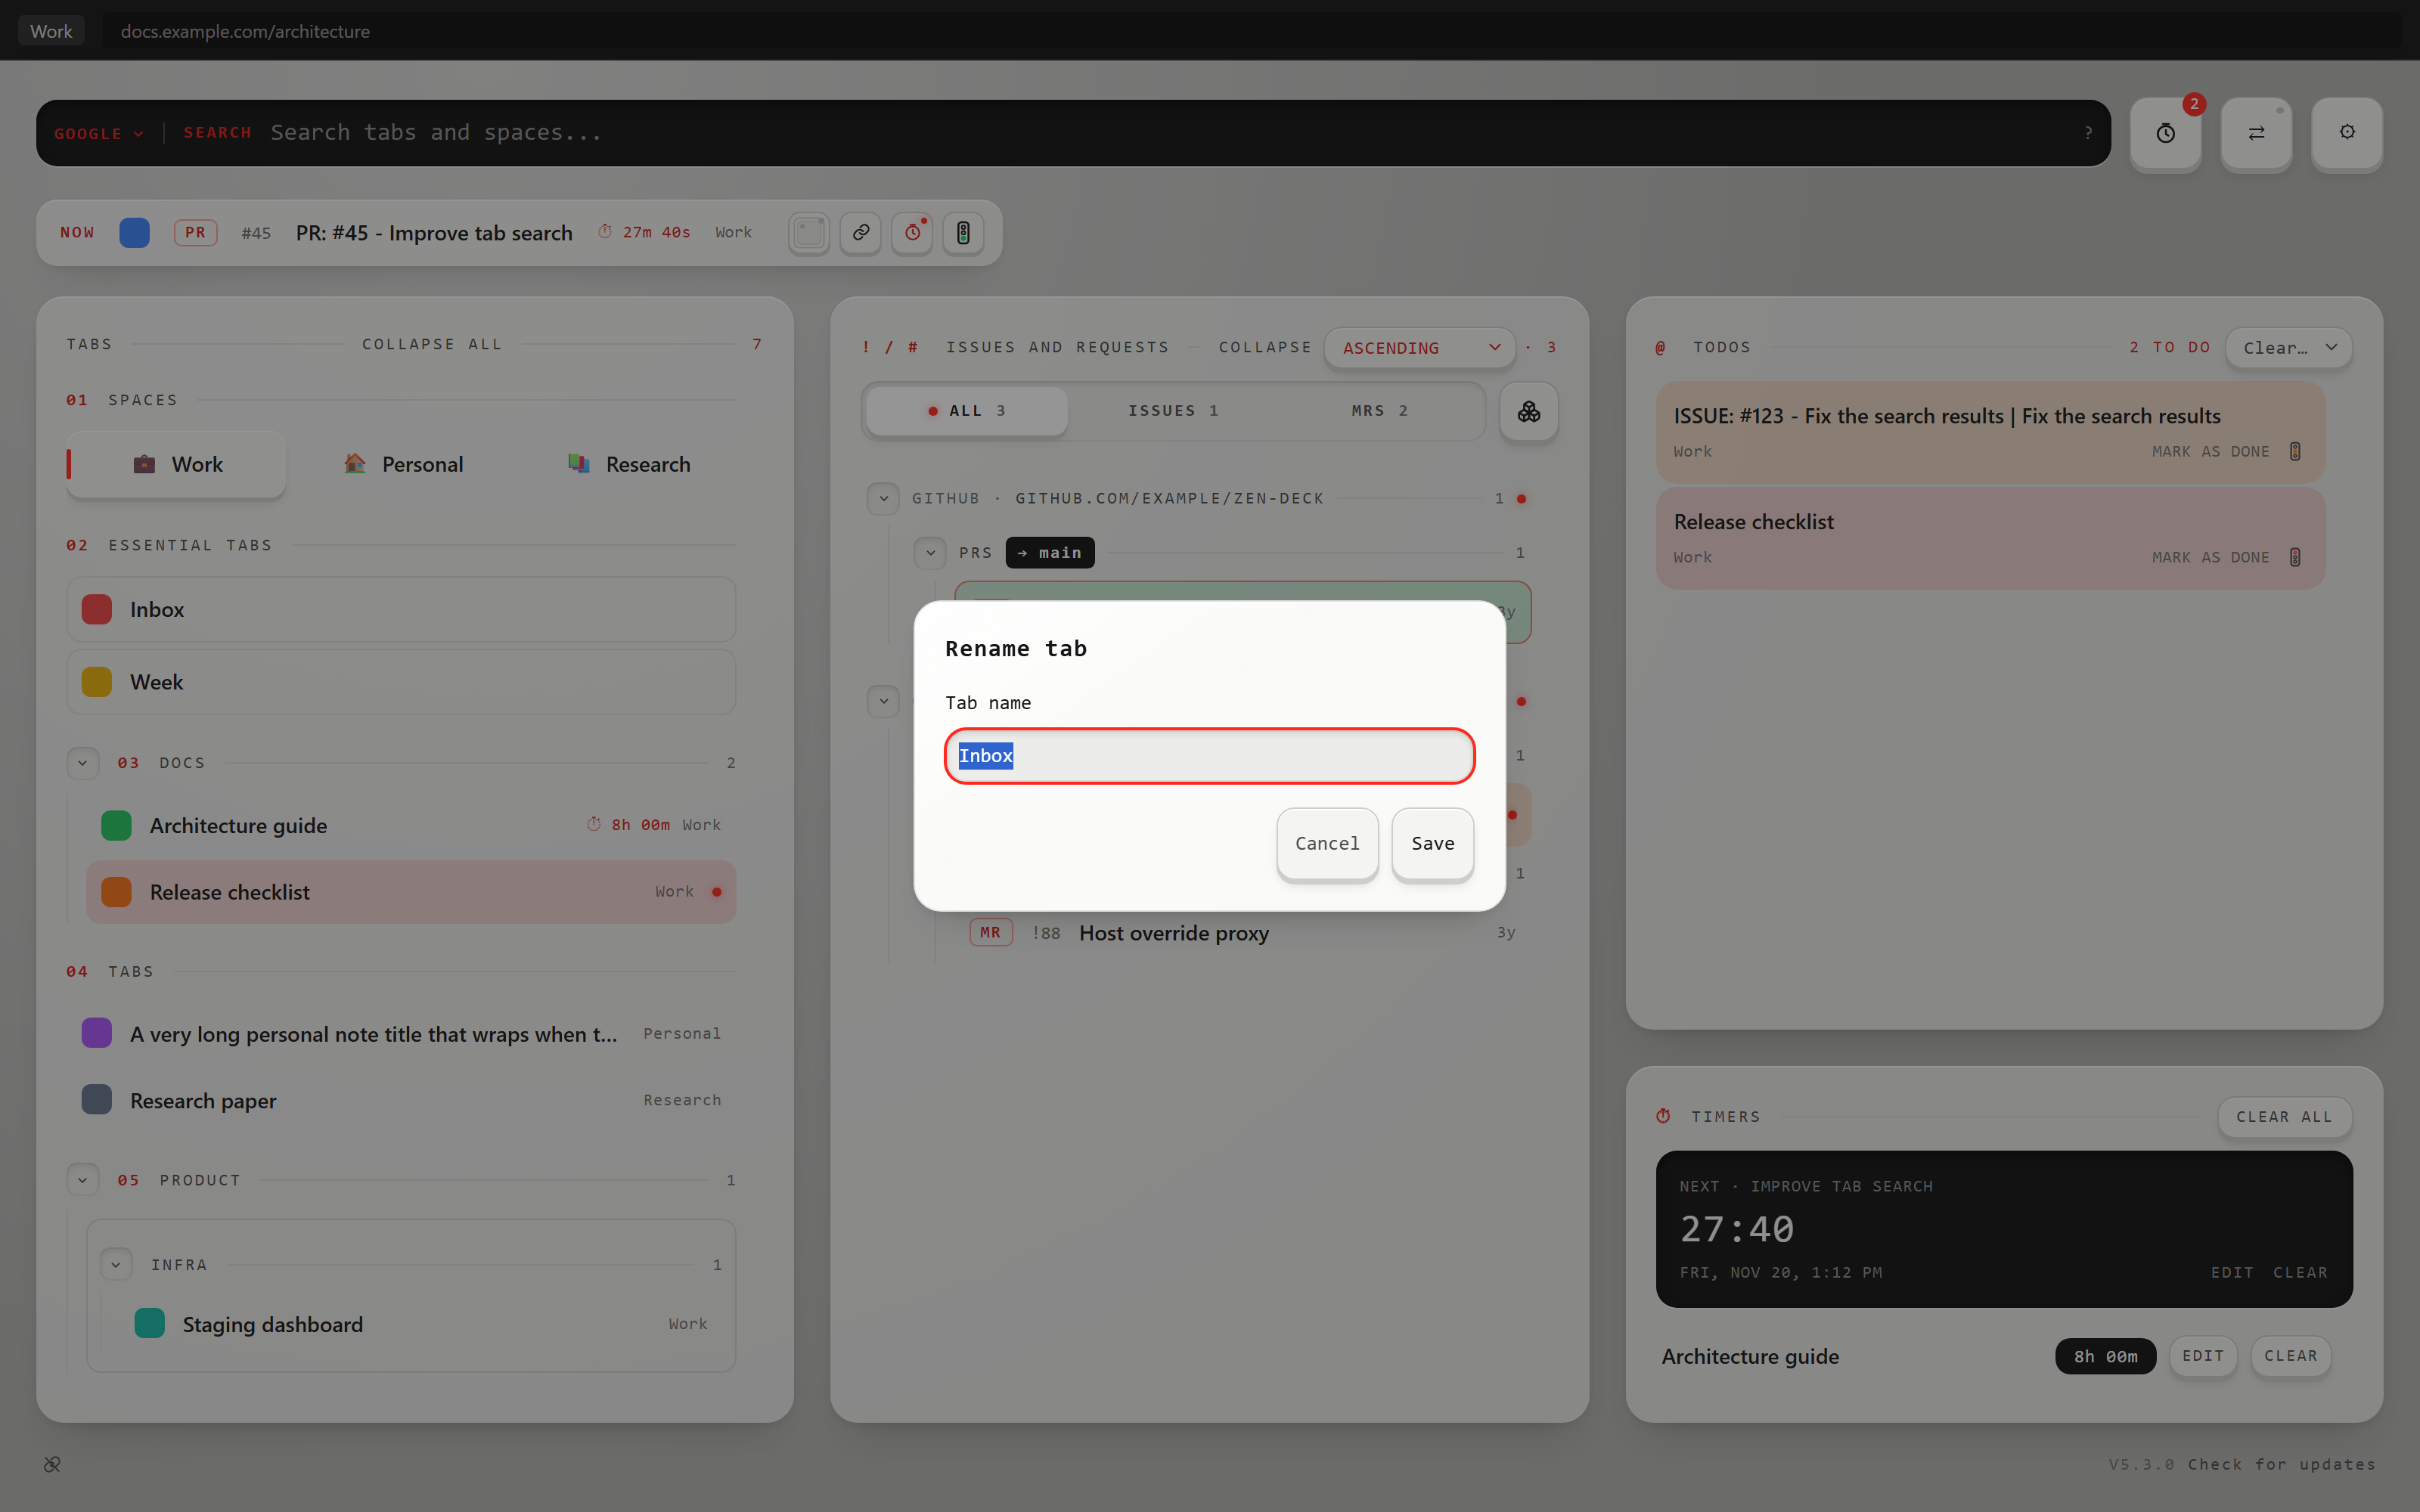 Work docs.example.com/architecture
GOOGLE SEARCH Search tabs and spaces... ?
2
NOW PR #45 PR: #45 - Improve tab search 27m 40s Work
TABS COLLAPSE ALL 7
01 SPACES
Work Personal Research
02 ESSENTIAL TABS
Inbox
Week
03 DOCS 2
Architecture guide 8h 00m Work
Release checklist Work
04 TABS
A very long personal note title that wraps when t... Personal
Research paper Research
05 PRODUCT 1
INFRA 1
Staging dashboard Work
! / # ISSUES AND REQUESTS COLLAPSE ASCENDING · 3
ALL 3 ISSUES 1 MRS 2
GITHUB · GITHUB.COM/EXAMPLE/ZEN-DECK 1
PRS → main 1
3y
Rename tab
Tab name
Inbox
Cancel Save
1
1
MR !88 Host override proxy 3y
@ TODOS 2 TO DO Clear…
ISSUE: #123 - Fix the search results | Fix the search results
Work MARK AS DONE
Release checklist
Work MARK AS DONE
TIMERS CLEAR ALL
NEXT · IMPROVE TAB SEARCH
27:40
FRI, NOV 20, 1:12 PM EDIT CLEAR
Architecture guide 8h 00m EDIT CLEAR
V5.3.0 Check for updates